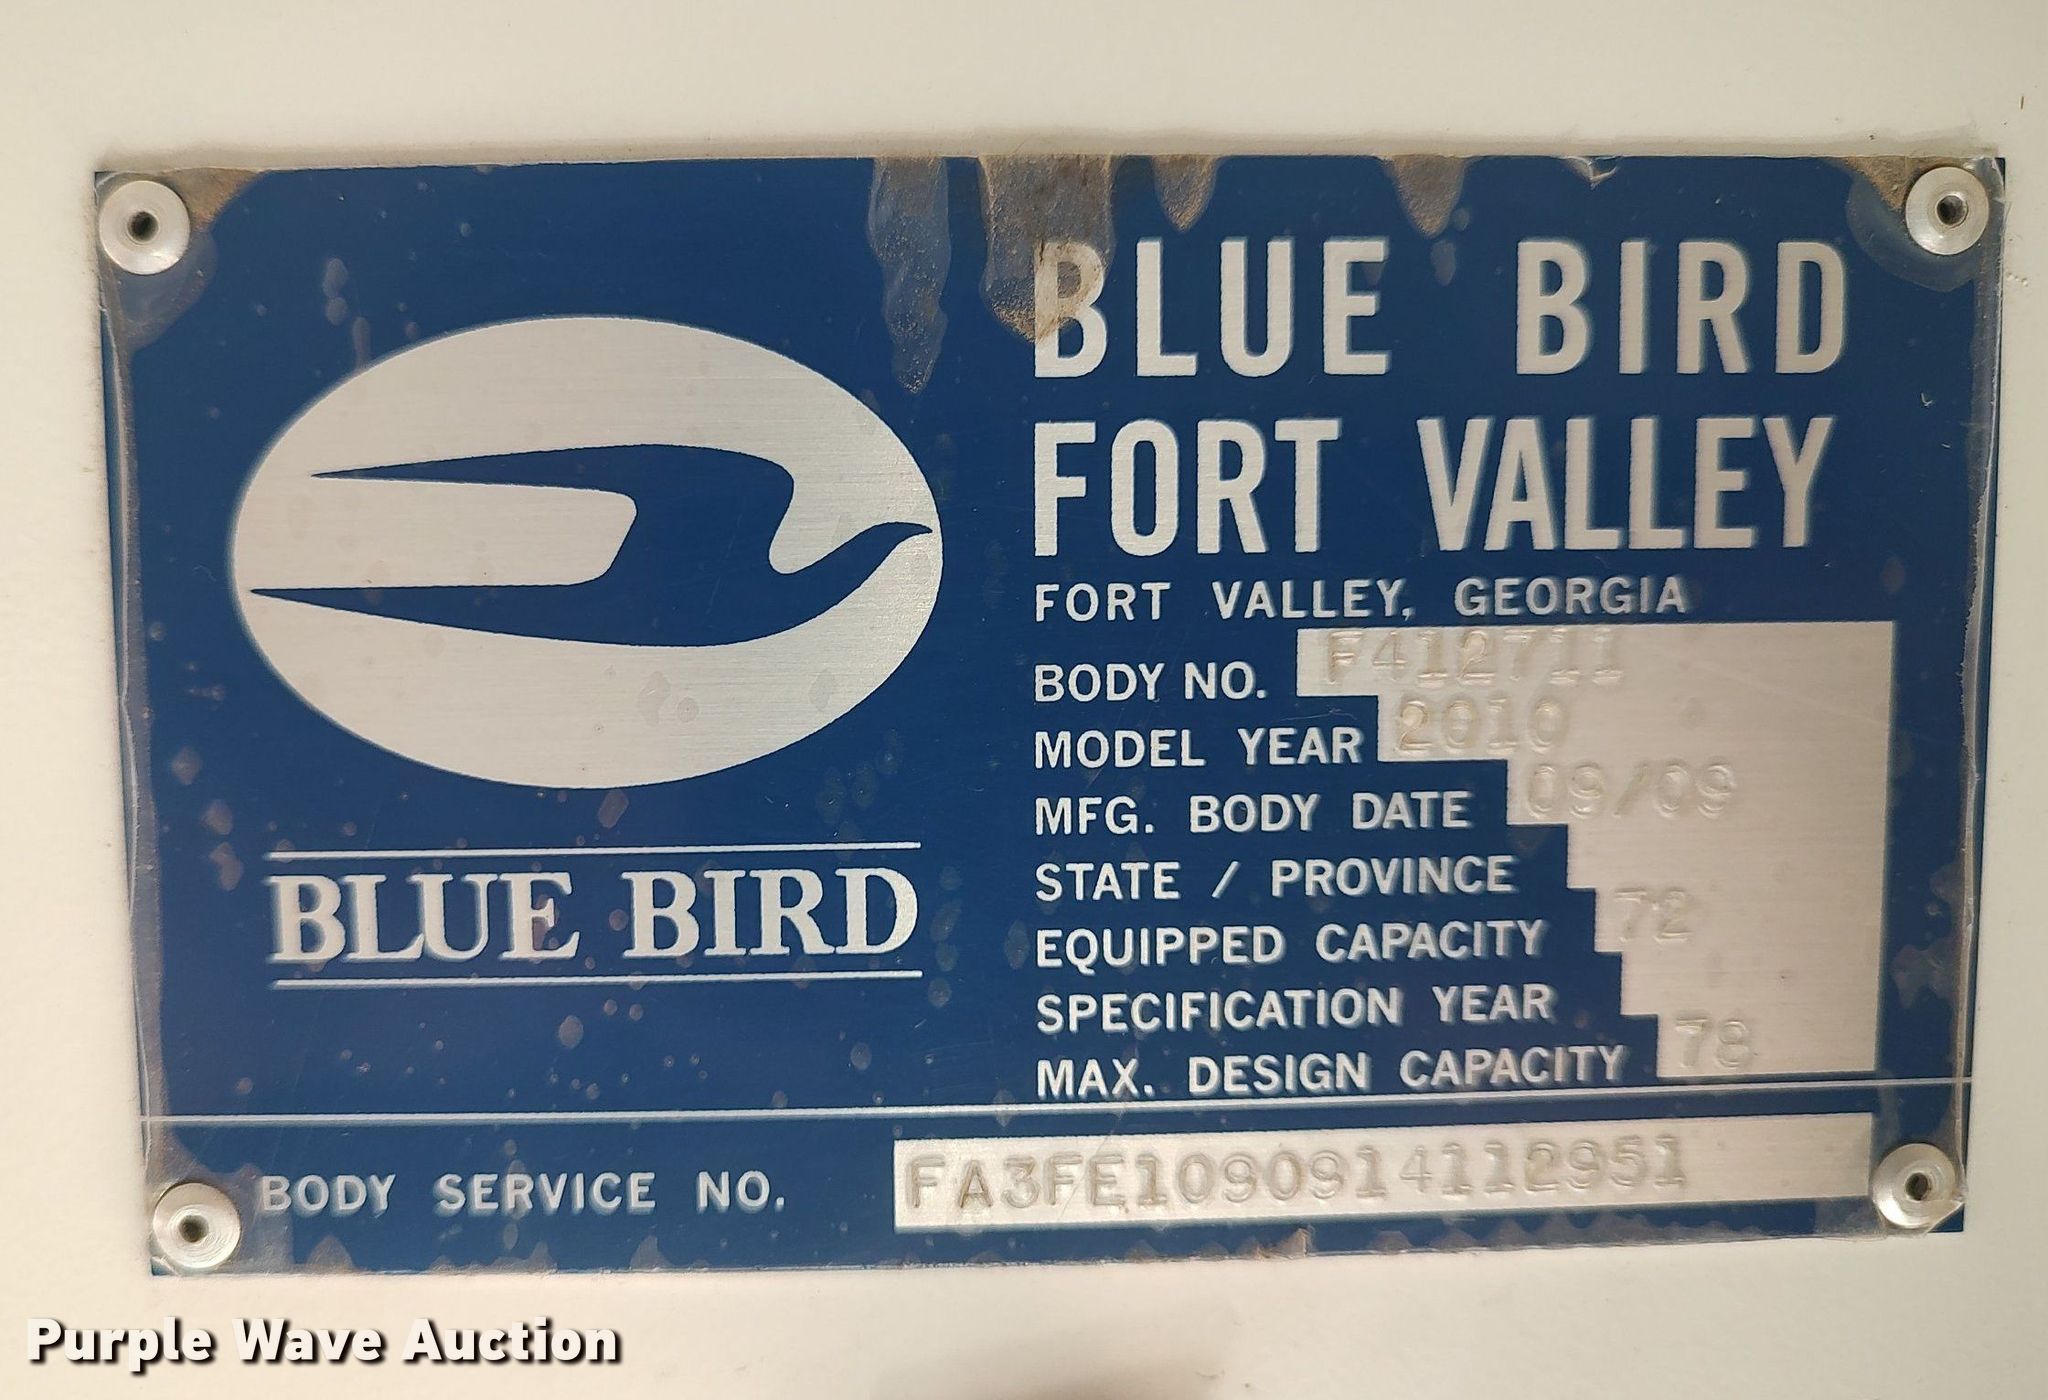 BLUE BIRD
FORT VALLEY
FORT VALLEY, GEORGIA
BODY NO. F412711
MODEL YEAR 2010
MFG. BODY DATE 09/09
STATE / PROVINCE
EQUIPPED CAPACITY 72
SPECIFICATION YEAR
MAX. DESIGN CAPACITY 78
BLUE BIRD
BODY SERVICE NO. FA3FE1090914112951
Purple Wave Auction